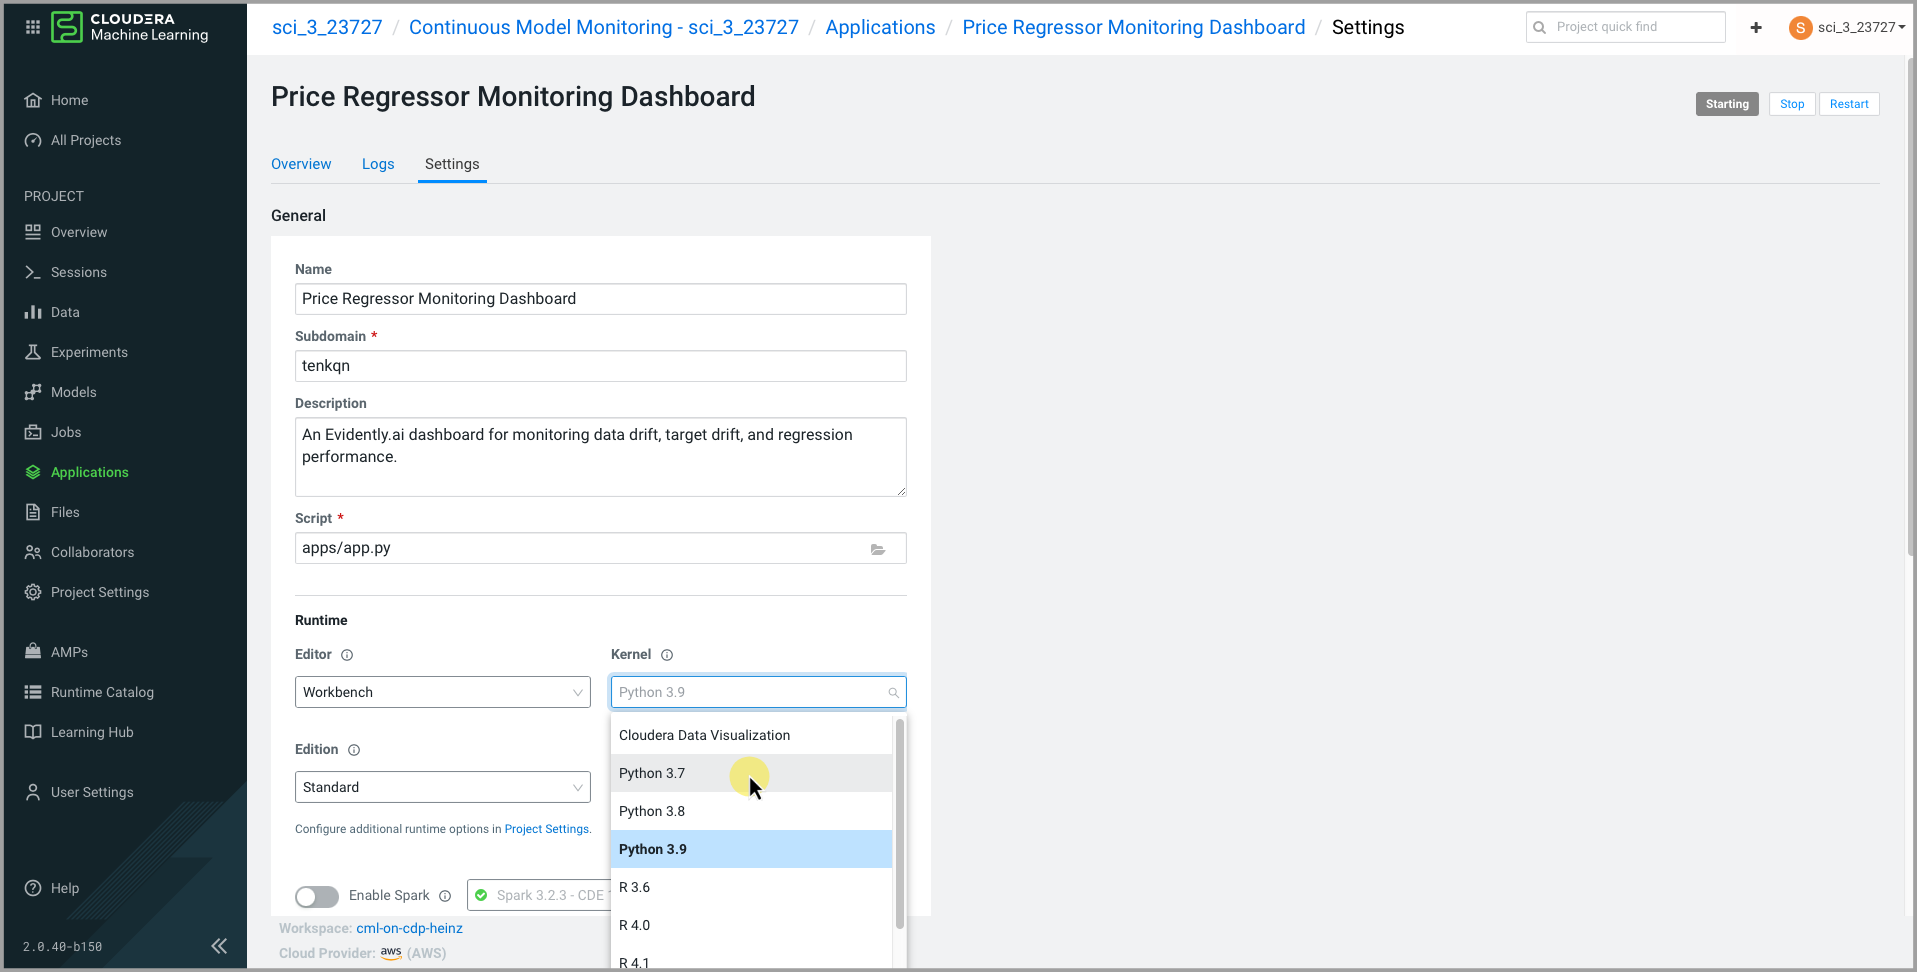 CLOUDERA
Machine Learning
sci_3_23727 / Continuous Model Monitoring - sci_3_23727 / Applications / Price Regressor Monitoring Dashboard / Settings
Project quick find
S sci_3_23727
Home
All Projects
PROJECT
Overview
Sessions
Data
Experiments
Models
Jobs
Applications
Files
Collaborators
Project Settings
AMPs
Runtime Catalog
Learning Hub
User Settings
Help
2.0.40-b150
Price Regressor Monitoring Dashboard
Starting Stop Restart
Overview Logs Settings
General
Name
Price Regressor Monitoring Dashboard
Subdomain *
tenkqn
Description
An Evidently.ai dashboard for monitoring data drift, target drift, and regression
performance.
Script *
apps/app.py
Runtime
Editor Kernel
Workbench Python 3.9
Cloudera Data Visualization
Python 3.7
Python 3.8
Python 3.9
R 3.6
R 4.0
R 4.1
Edition
Standard
Configure additional runtime options in Project Settings.
Enable Spark Spark 3.2.3 - CDE
Workspace: cml-on-cdp-heinz
Cloud Provider: aws (AWS)